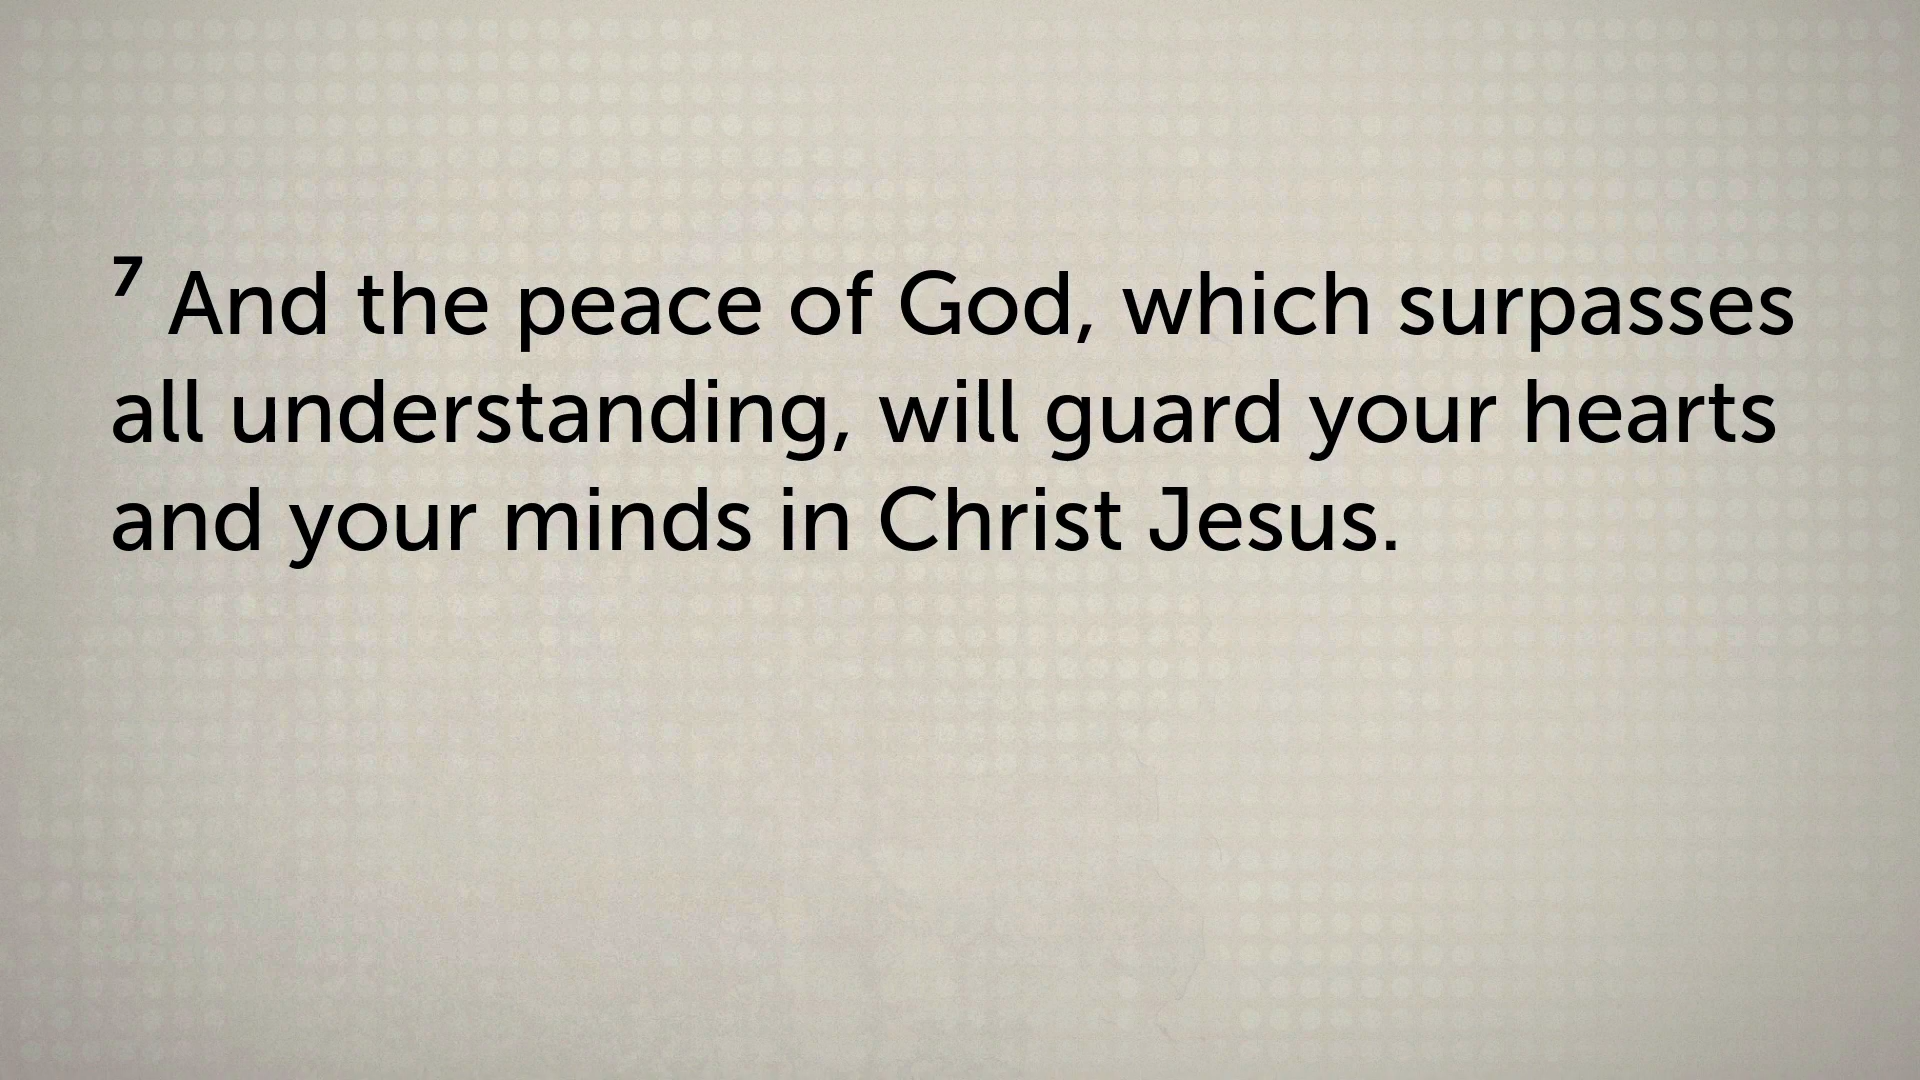 ⁷ And the peace of God, which surpasses
all understanding, will guard your hearts
and your minds in Christ Jesus.